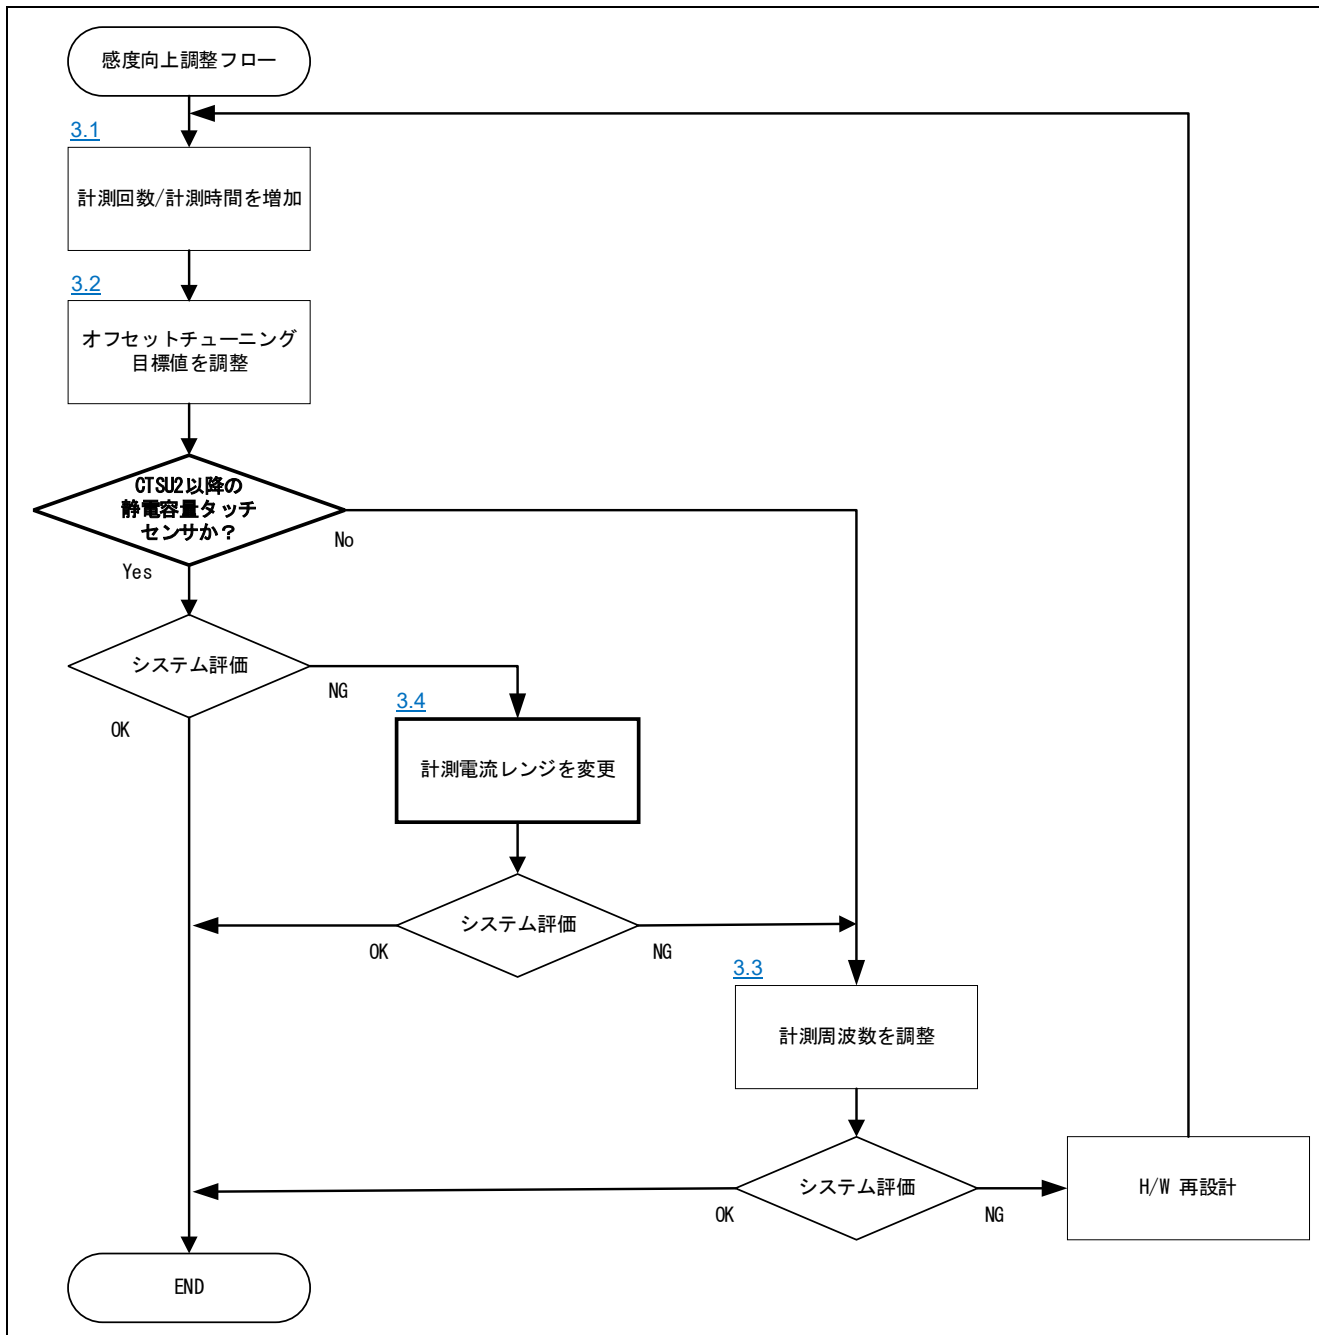 感度向上調整フロー
3.1
計測回数/計測時間を増加
3.2
オフセットチューニング
目標値を調整
CTSU2以降の
静電容量タッチ
センサか？
No
Yes
システム評価
NG
OK
3.4
計測電流レンジを変更
システム評価
OK
NG
3.3
計測周波数を調整
システム評価
OK
NG
H/W 再設計
END